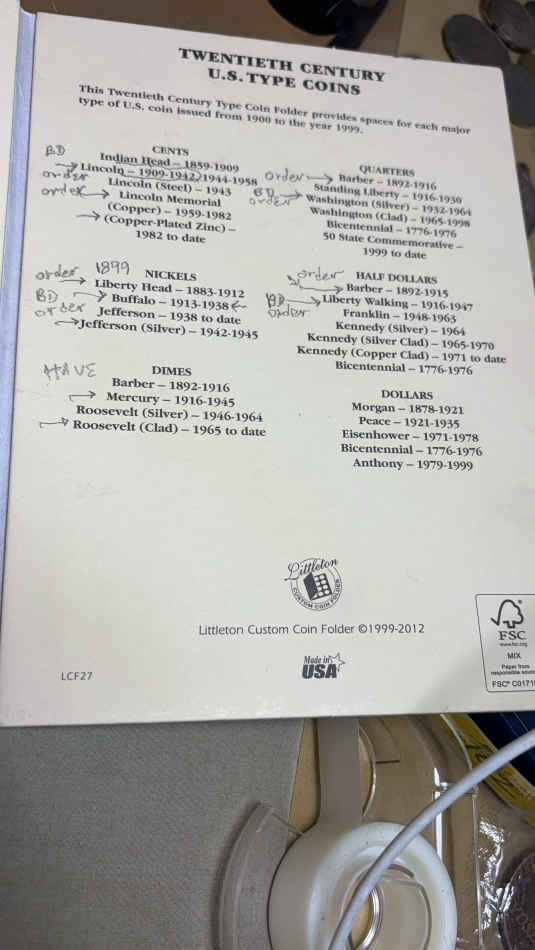 TWENTIETH CENTURY
U.S. TYPE COINS
This Twentieth Century Type Coin Folder provides spaces for each major
type of U.S. coin issued from 1900 to the year 1999.
CENTS
BD
Indian Head – 1859-1909
Lincoln – 1909-1942, 1944-1958
order
Lincoln (Steel) – 1943
order
Lincoln Memorial
(Copper) – 1959-1982
(Copper-Plated Zinc) –
1982 to date
order 1899
NICKELS
Liberty Head – 1883-1912
BD
Buffalo – 1913-1938
order
Jefferson – 1938 to date
Jefferson (Silver) – 1942-1945
HAVE
DIMES
Barber – 1892-1916
Mercury – 1916-1945
Roosevelt (Silver) – 1946-1964
Roosevelt (Clad) – 1965 to date
QUARTERS
order
Barber – 1892-1916
BD
Standing Liberty – 1916-1930
order
Washington (Silver) – 1932-1964
Washington (Clad) – 1965-1998
Bicentennial – 1776-1976
50 State Commemorative –
1999 to date
order
HALF DOLLARS
Barber – 1892-1915
BD
Liberty Walking – 1916-1947
order
Franklin – 1948-1963
Kennedy (Silver) – 1964
Kennedy (Silver Clad) – 1965-1970
Kennedy (Copper Clad) – 1971 to date
Bicentennial – 1776-1976
DOLLARS
Morgan – 1878-1921
Peace – 1921-1935
Eisenhower – 1971-1978
Bicentennial – 1776-1976
Anthony – 1979-1999
Littleton
CUSTOM COIN FOLDER
Littleton Custom Coin Folder ©1999-2012
Made in
USA
LCF27
FSC
www.fsc.org
MIX
Paper from
responsible
FSC® C0171